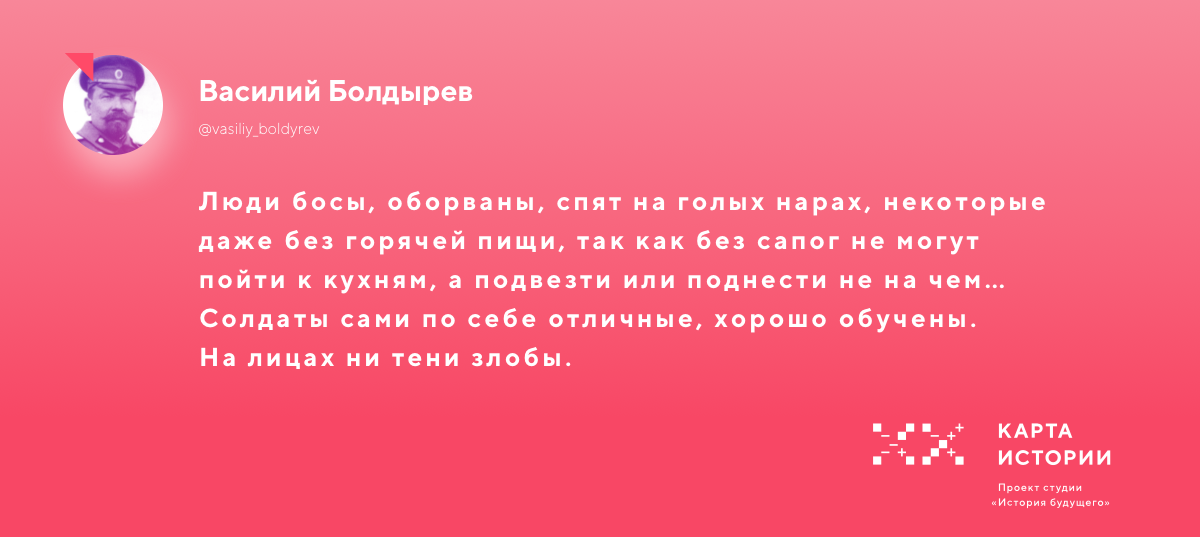 Василий Болдырев
@vasiliy_boldyrev
Люди босы, оборваны, спят на голых нарах, некоторые
даже без горячей пищи, так как без сапог не могут
пойти к кухням, а подвезти или поднести не на чем...
Солдаты сами по себе отличные, хорошо обучены.
На лицах ни тени злобы.
КАРТА
ИСТОРИИ
Проект студии
«История будущего»